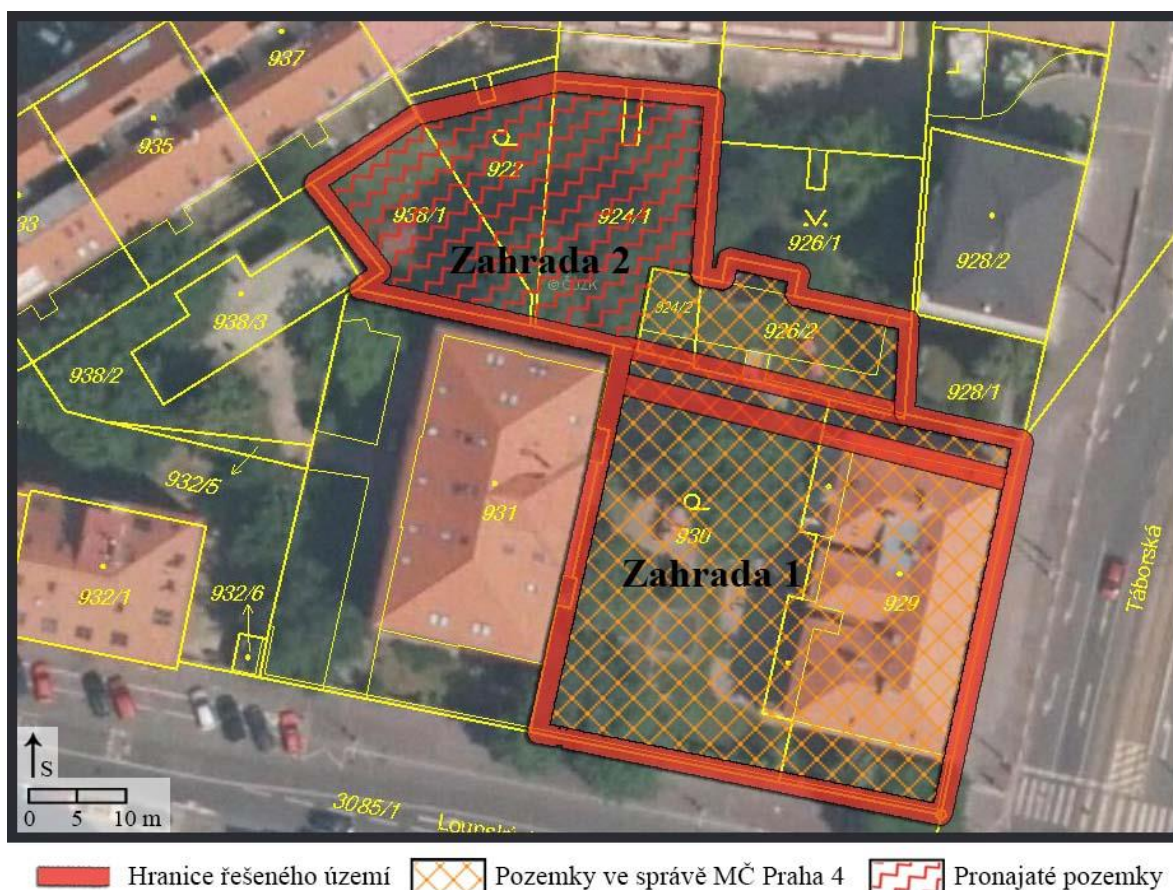 937
935
33
922
938/1
924/1
926/1
928/2
Zahrada 2
© ČÚZK
938/3
924/2
926/2
938/2
928/1
932/5
931
930
Zahrada 1
929
932/1
932/6
Táborská
S
0 5 10 m
3085/1
Hranice řešeného území Pozemky ve správě MČ Praha 4 Pronajaté pozemky